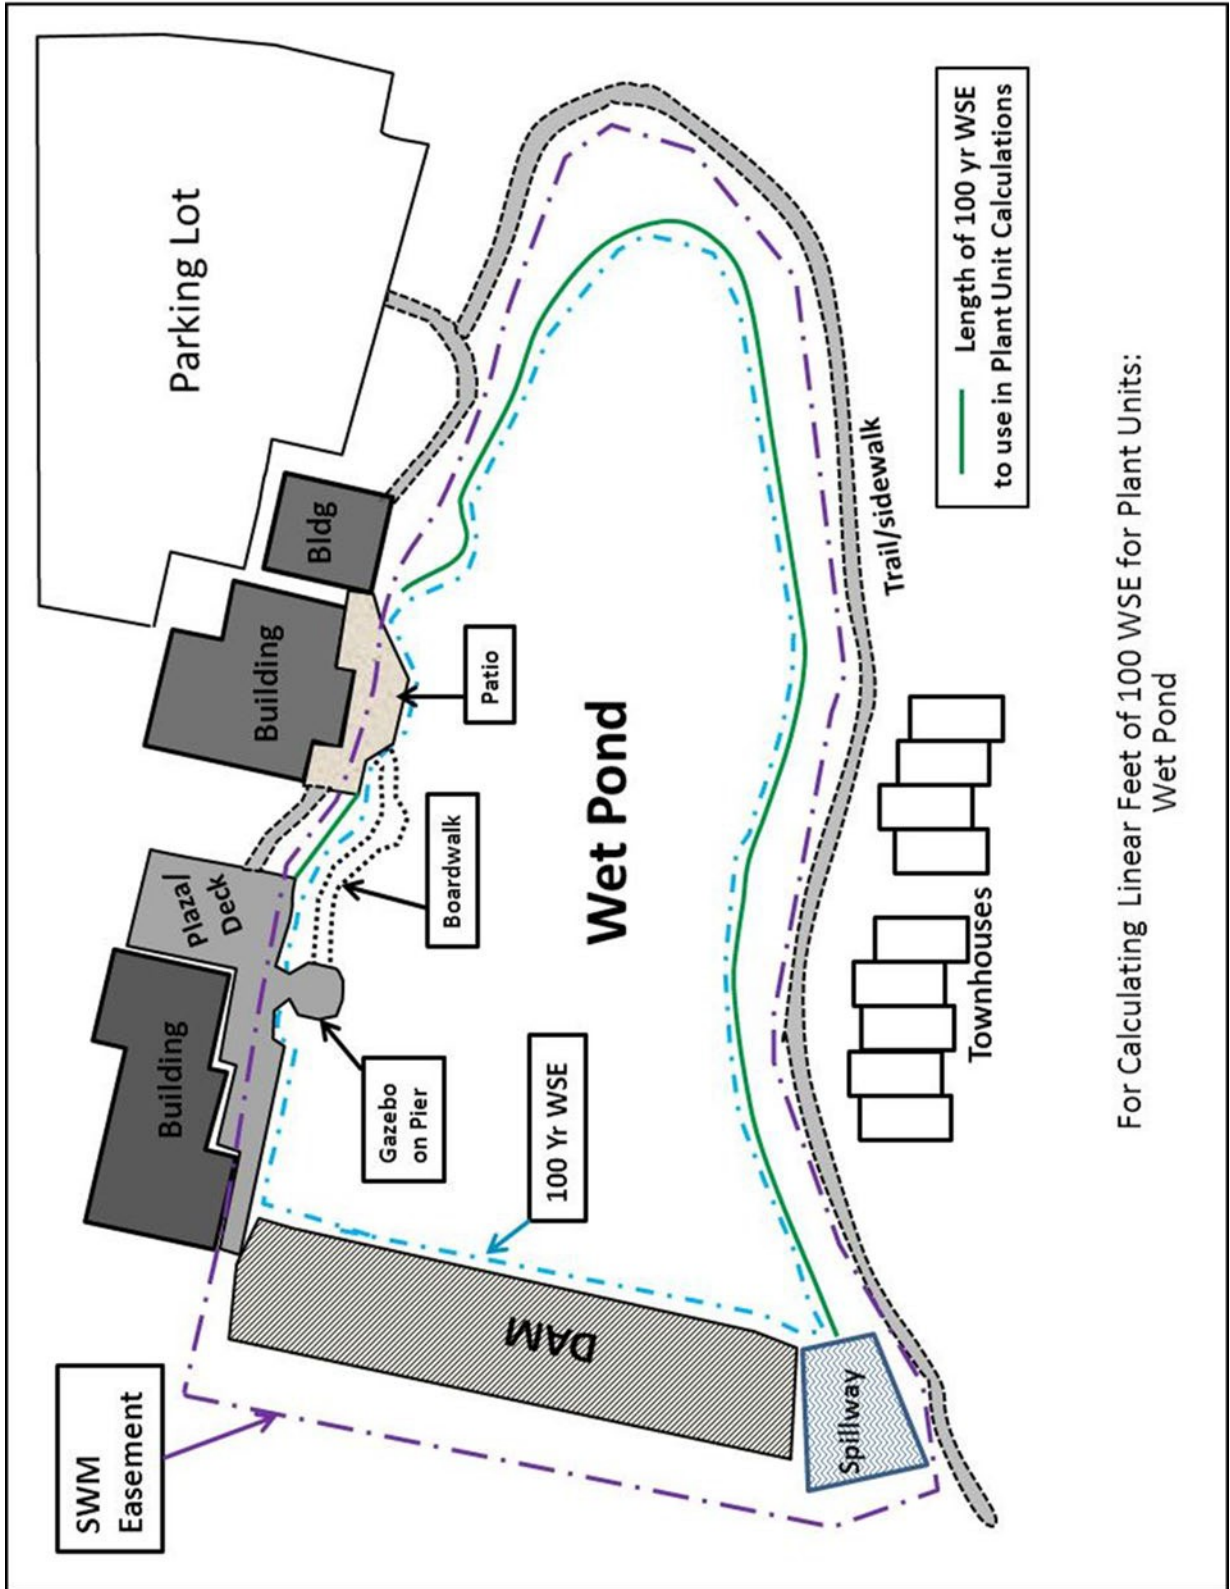 SWM
Easement
Building
Plazal
Deck
Building
Bldg
Parking Lot
Gazebo
on Pier
Boardwalk
Patio
100 Yr WSE
DAM
Wet Pond
Spillway
Townhouses
Trail/sidewalk
Length of 100 yr WSE
to use in Plant Unit Calculations
For Calculating Linear Feet of 100 WSE for Plant Units:
Wet Pond